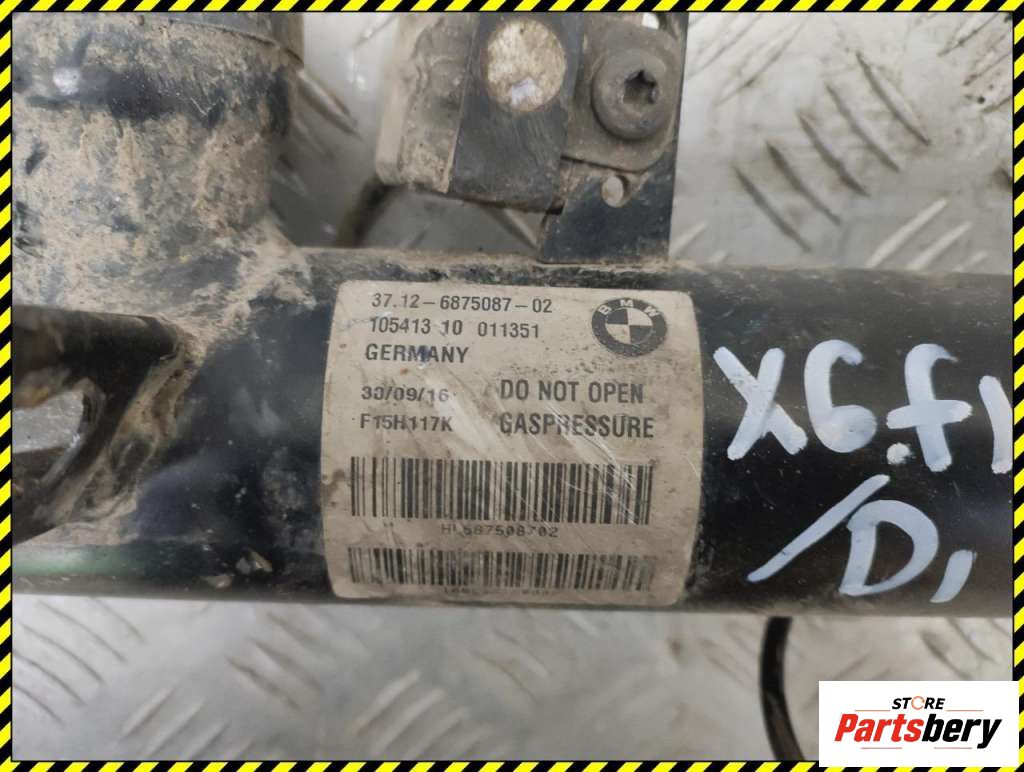 37.12-6875087-02
BMW
105413 10 011351
GERMANY
30/09/16 DO NOT OPEN
F15H117K GASPRESSURE
HL687508702
X6.f1
/D,
STORE
Partsbery